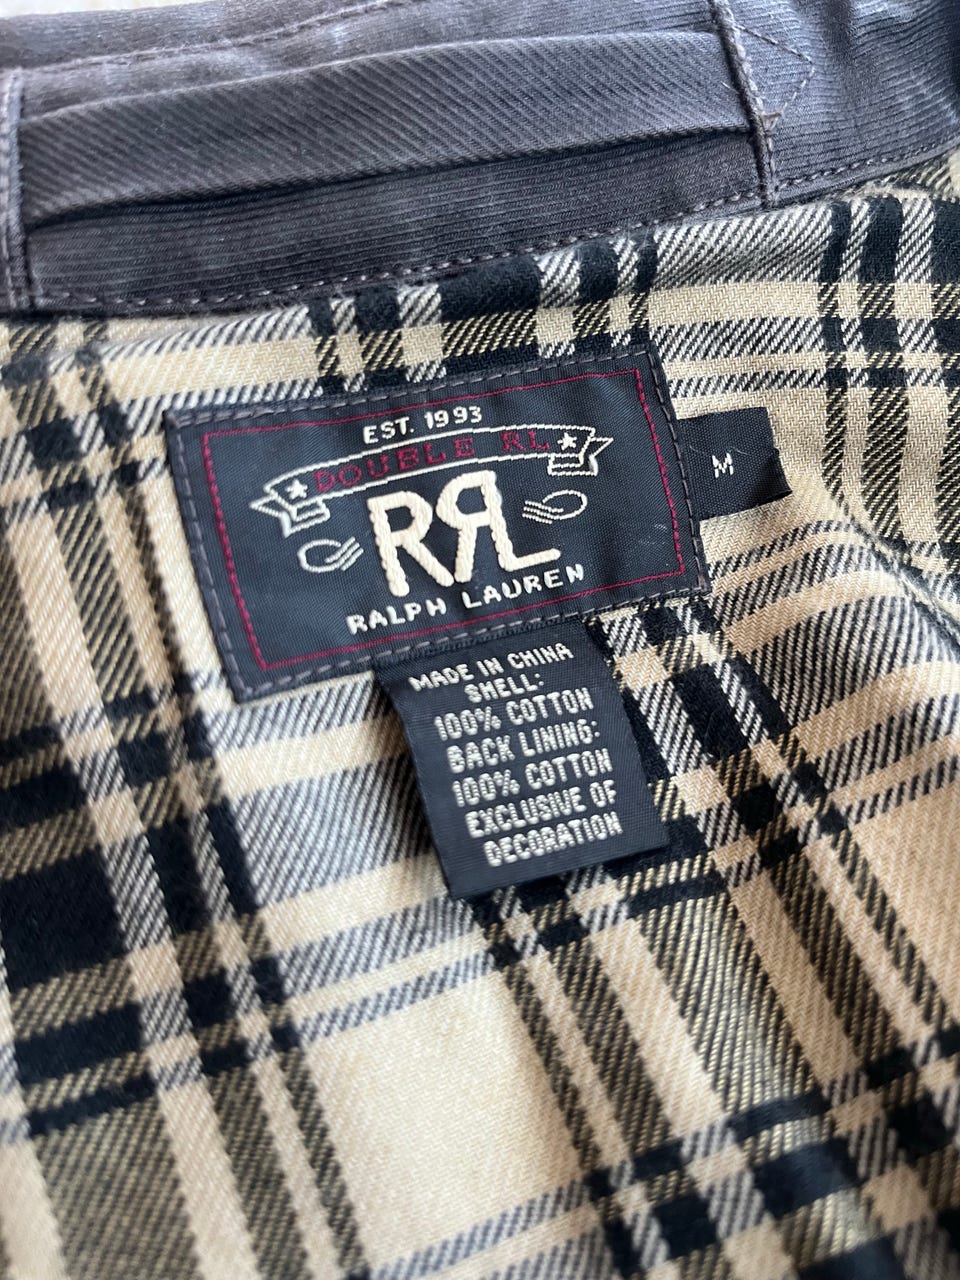 EST. 1993
DOUBLE RL
RRL
RALPH LAUREN
M
MADE IN CHINA
SHELL:
100% COTTON
BACK LINING:
100% COTTON
EXCLUSIVE OF
DECORATION